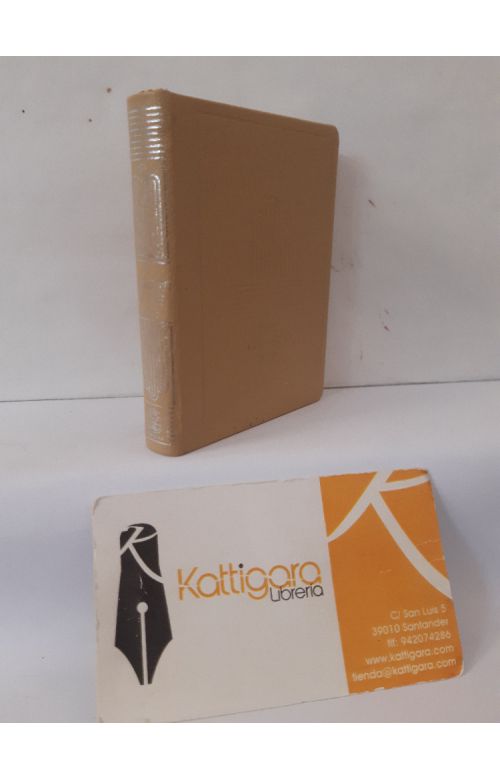 Kattigara
Librería
C/ San Luis 5
39010 Santander
tlf: 942074286
www.kattigara.com
tienda@kattigara.com